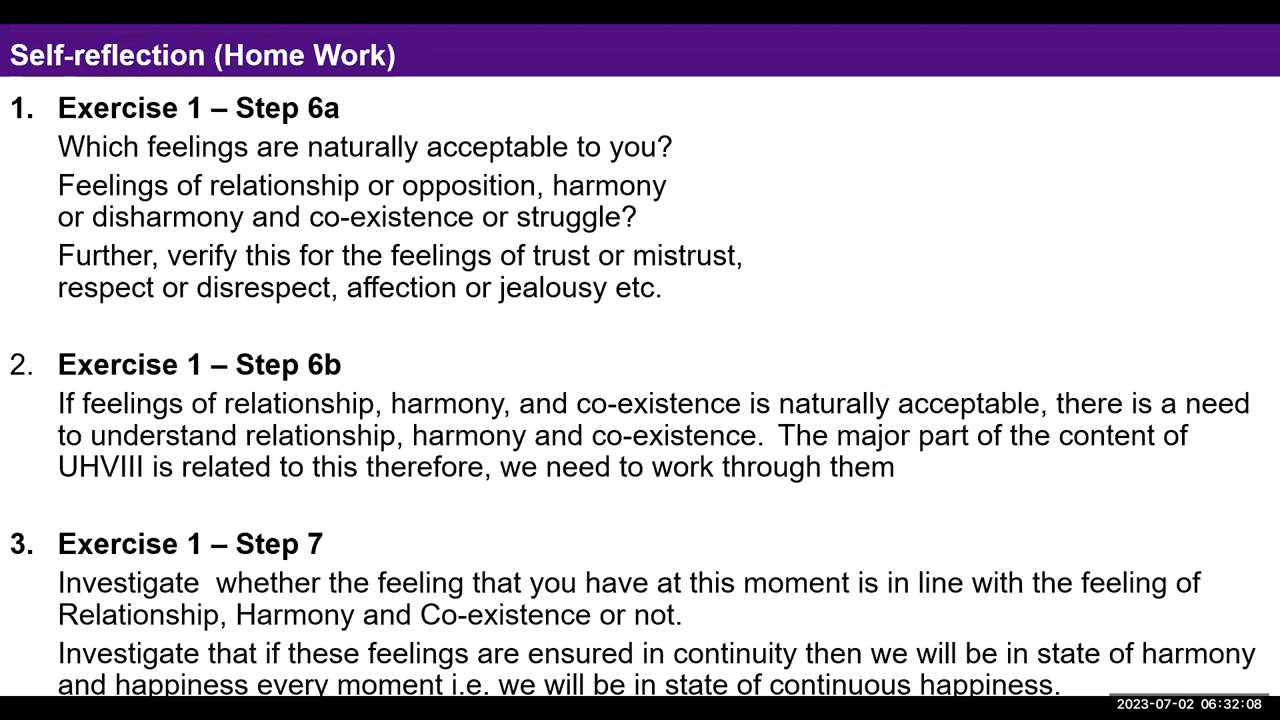 Self-reflection (Home Work)
1. Exercise 1 – Step 6a
Which feelings are naturally acceptable to you?
Feelings of relationship or opposition, harmony
or disharmony and co-existence or struggle?
Further, verify this for the feelings of trust or mistrust,
respect or disrespect, affection or jealousy etc.
2. Exercise 1 – Step 6b
If feelings of relationship, harmony, and co-existence is naturally acceptable, there is a need
to understand relationship, harmony and co-existence. The major part of the content of
UHVIII is related to this therefore, we need to work through them
3. Exercise 1 – Step 7
Investigate whether the feeling that you have at this moment is in line with the feeling of
Relationship, Harmony and Co-existence or not.
Investigate that if these feelings are ensured in continuity then we will be in state of harmony
and happiness every moment i.e. we will be in state of continuous happiness.
2023-07-02 06:32:08